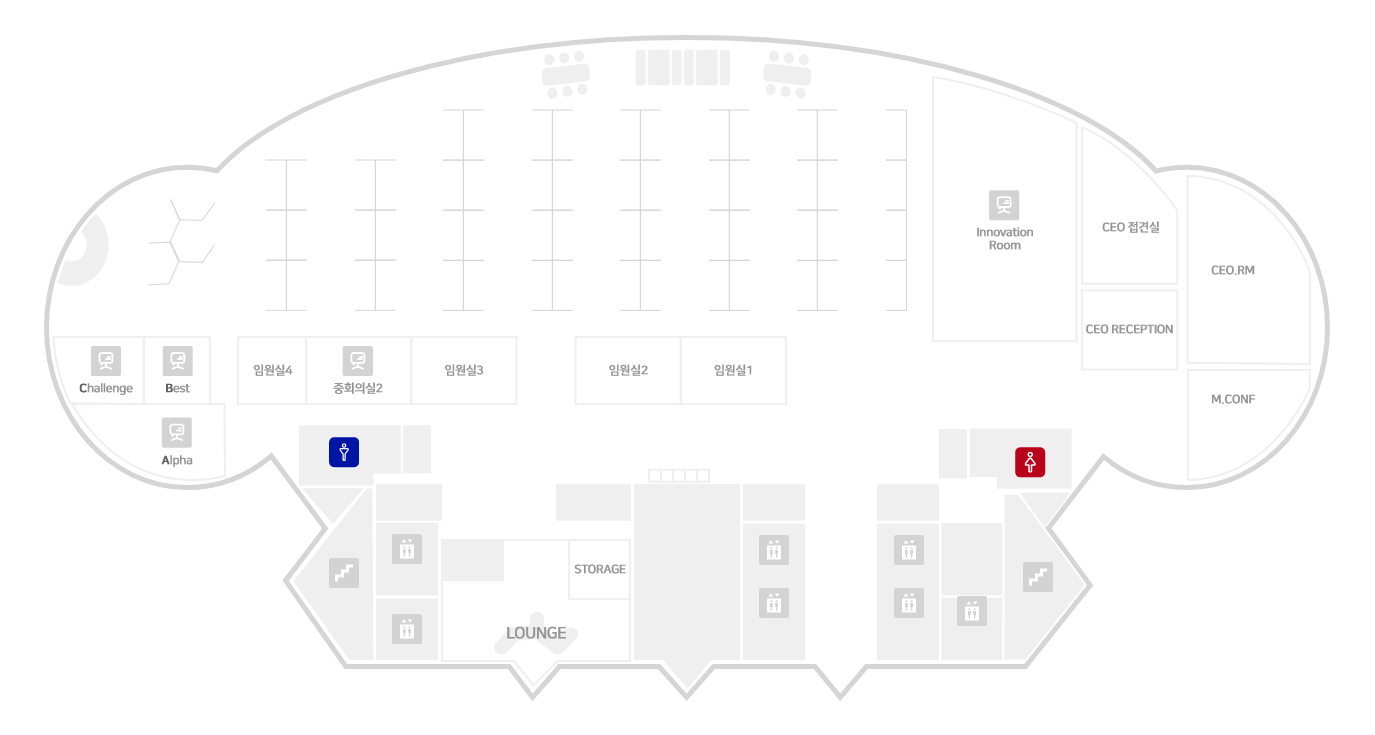 Innovation
Room
CEO 접견실
CEO.RM
CEO RECEPTION
Challenge
Best
임원실4
중회의실2
임원실3
임원실2
임원실1
M.CONF
Alpha
STORAGE
LOUNGE